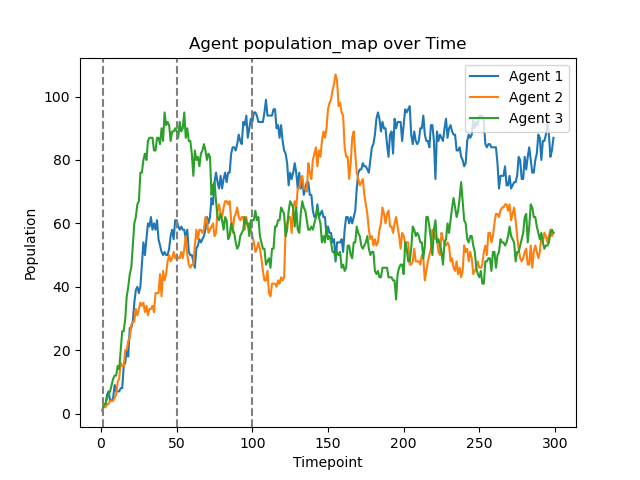 Agent population_map over Time
Agent 1
Agent 2
Agent 3
Population
100
80
60
40
20
0
0 50 100 150 200 250 300
Timepoint